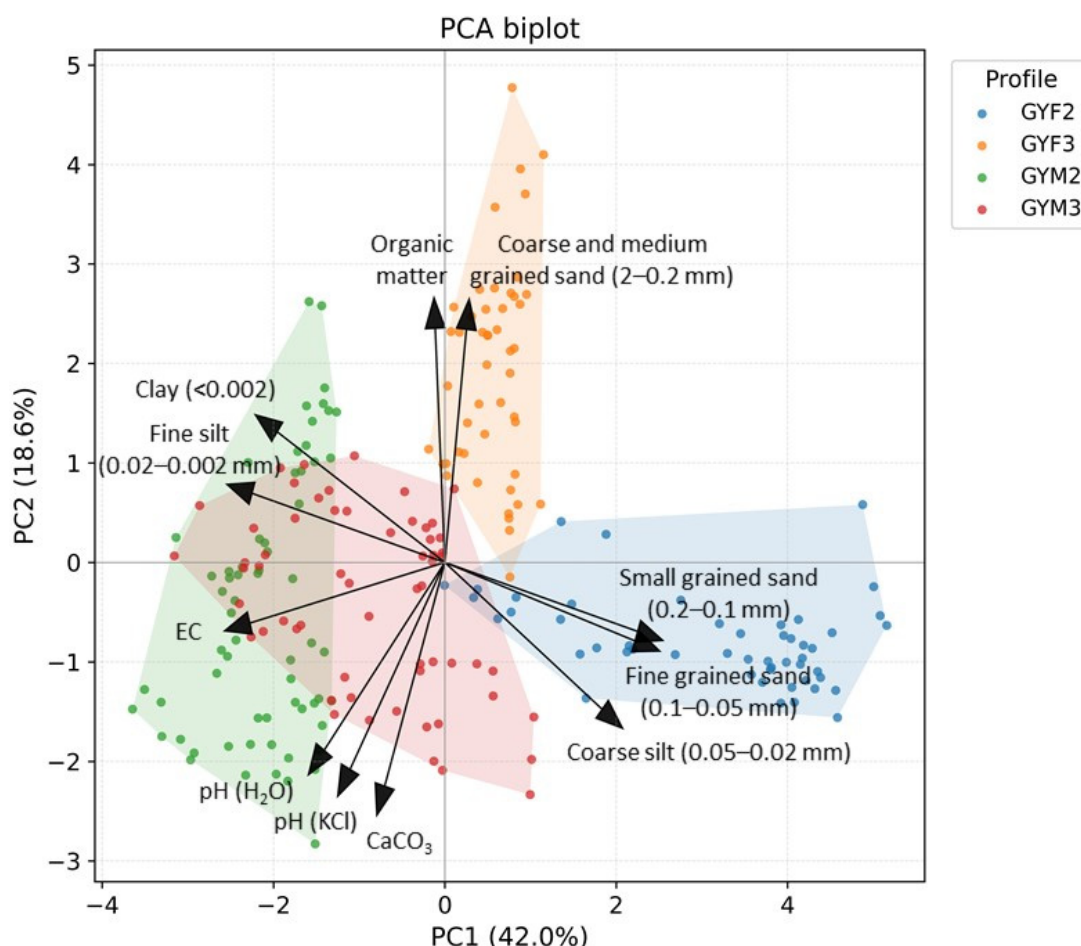 PCA biplot
Profile
GYF2
GYF3
GYM2
GYM3
5
4
3
2
1
0
−1
−2
−3
PC2 (18.6%)
Organic
matter
Coarse and medium
grained sand (2–0.2 mm)
Clay (<0.002)
Fine silt
(0.02–0.002 mm)
EC
Small grained sand
(0.2–0.1 mm)
Fine grained sand
(0.1–0.05 mm)
Coarse silt (0.05–0.02 mm)
pH (H₂O)
pH (KCl)
CaCO₃
−4
−2
0
2
4
PC1 (42.0%)